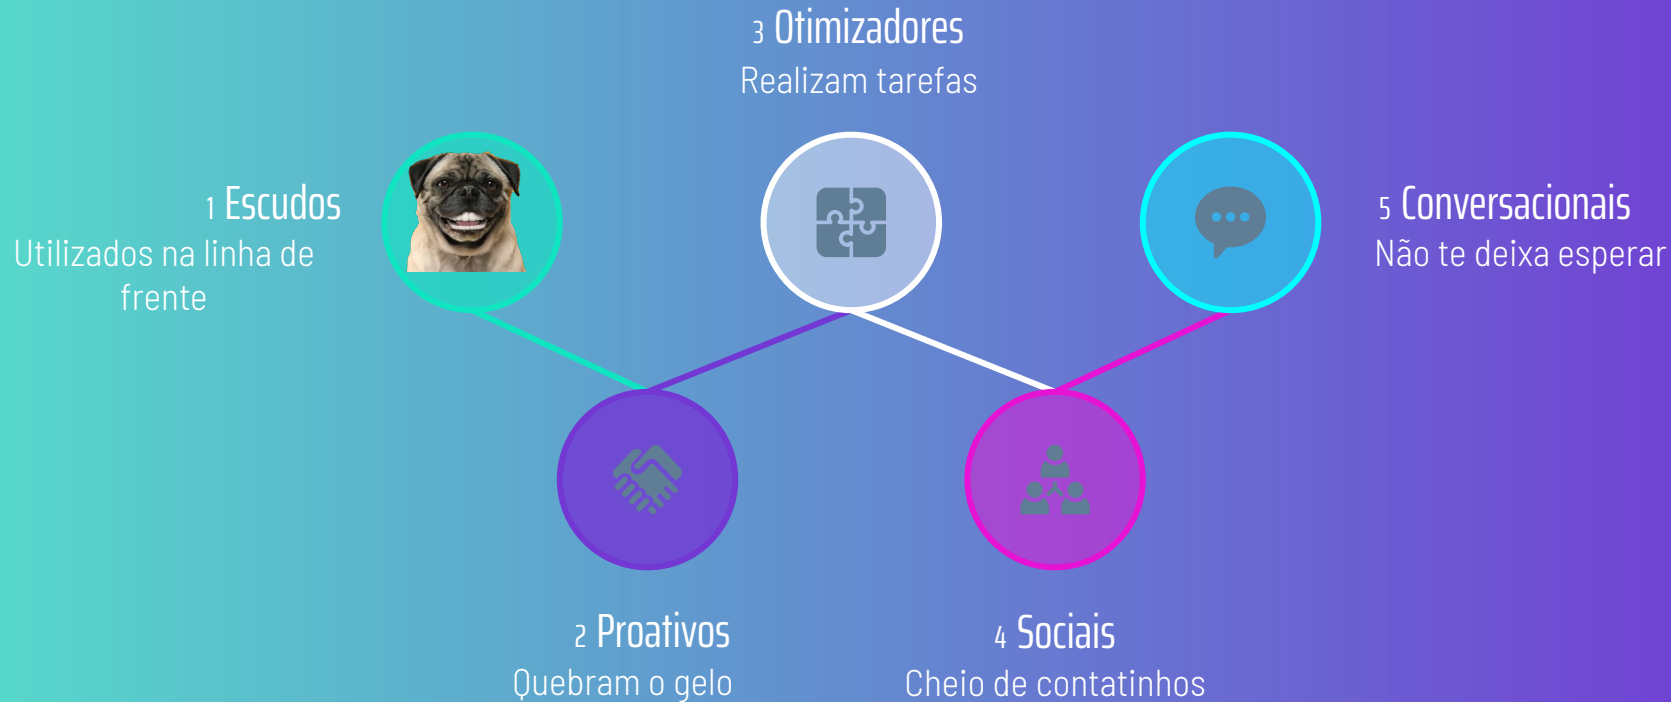 1 Escudos
Utilizados na linha de
frente
2 Proativos
Quebram o gelo
3 Otimizadores
Realizam tarefas
4 Sociais
Cheio de contatinhos
5 Conversacionais
Não te deixa esperar